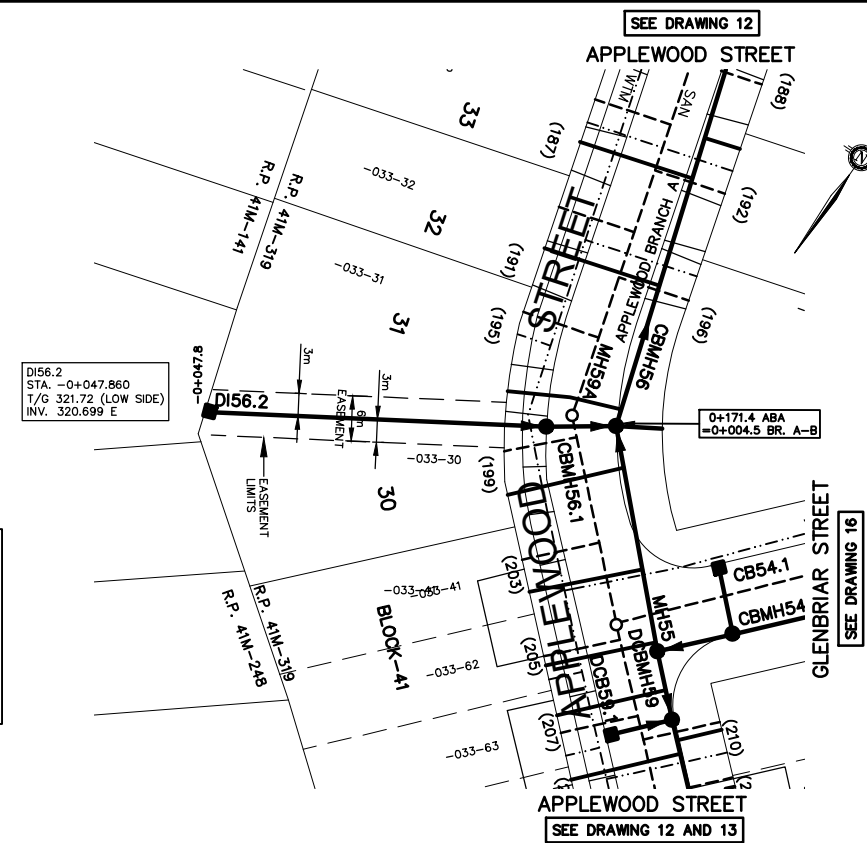 SEE DRAWING 12
APPLEWOOD STREET
(188)
SAN
TWTM
33
(187)
-033-32
R.P. 41M-319
R.P. 41M-141
32
(192)
STREET
APPLEWOOD BRANCH A
(191)
-033-31
31
(195)
CBMH56
(196)
MH59A
-0+047.8
DI56.2
STA. -0+047.860
T/G 321.72 (LOW SIDE)
INV. 320.699 E
DI56.2
3m
3m
6m
EASEMENT
0+171.4 ABA
=0+004.5 BR. A-B
-033-30
(199)
CBMH56.1
EASEMENT
LIMITS
30
APPLEWOOD
GLENBRIAR STREET
SEE DRAWING 16
(203)
CB54.1
CBMH54
R.P. 41M-319
R.P. 41M-248
-033-41
BLOCK-41
MH55
(205)
-033-62
DCBMH59
DCB59.1
(207)
(210)
-033-63
APPLEWOOD STREET
SEE DRAWING 12 AND 13